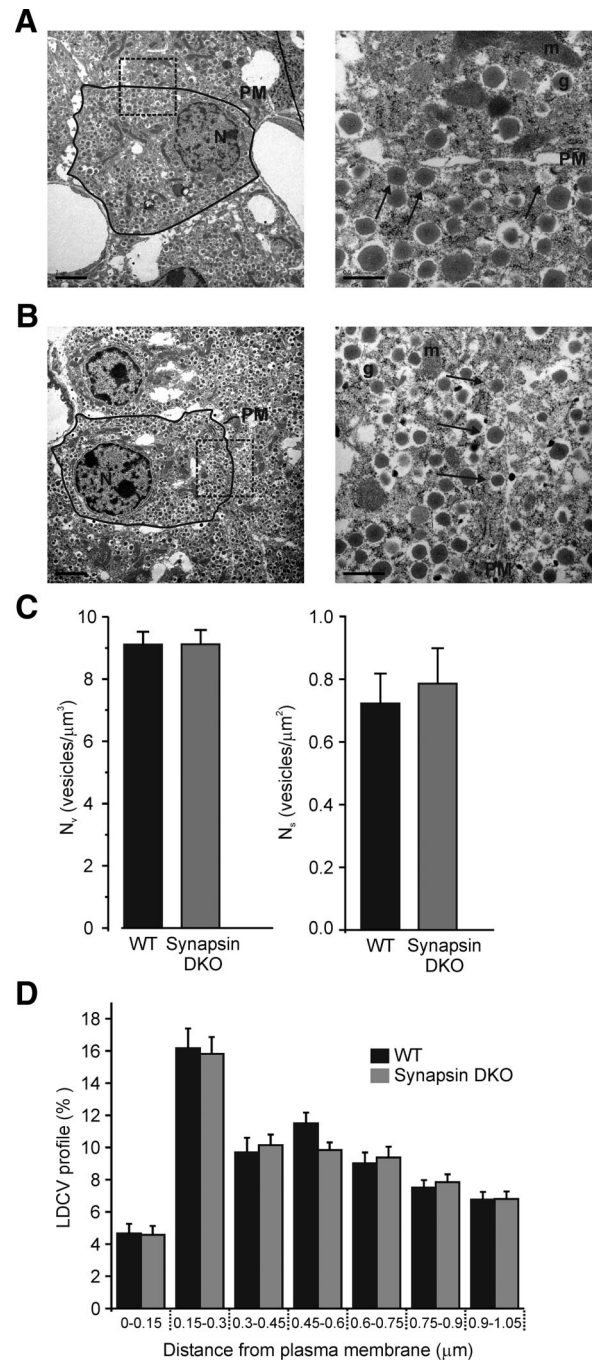 A
PM
N
m
g
PM
B
PM
N
m
g
PM
C
10
8
6
4
2
0
Nv (vesicles/μm³)
WT
Synapsin
DKO
1.0
0.8
0.6
0.4
0.2
0.0
Ns (vesicles/μm²)
WT
Synapsin
DKO
D
18
16
14
12
10
8
6
4
2
0
LDCV profile (%)
WT
Synapsin DKO
0-0.15 0.15-0.3 0.3-0.45 0.45-0.6 0.6-0.75 0.75-0.9 0.9-1.05
Distance from plasma membrane (μm)